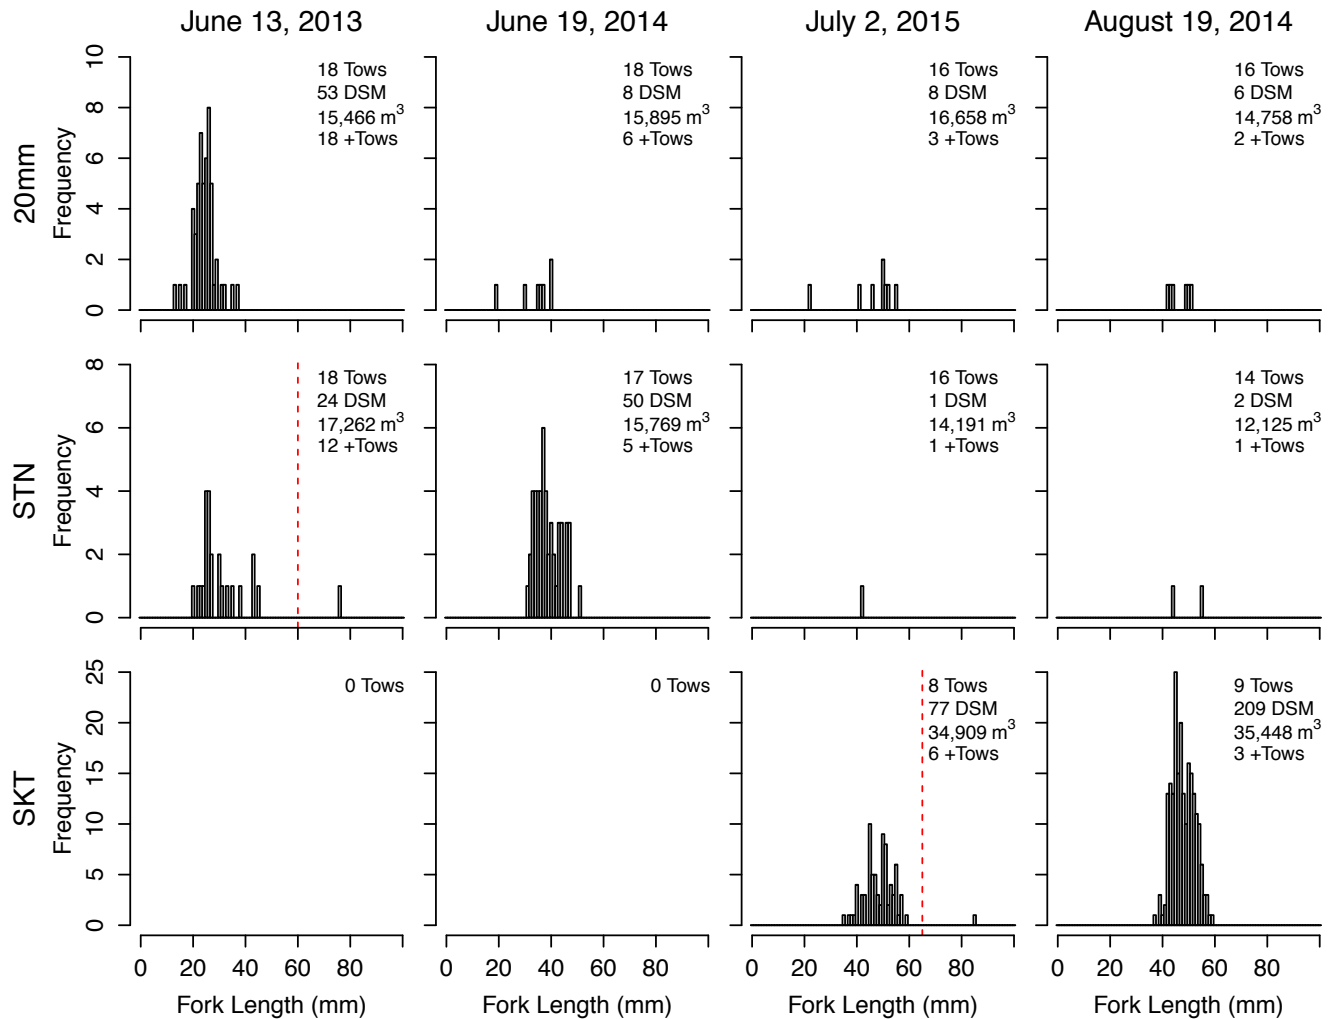 June 13, 2013
June 19, 2014
July 2, 2015
August 19, 2014
20mm
Frequency
0 2 4 6 8 10
18 Tows
53 DSM
15,466 m³
18 +Tows
18 Tows
8 DSM
15,895 m³
6 +Tows
16 Tows
8 DSM
16,658 m³
3 +Tows
16 Tows
6 DSM
14,758 m³
2 +Tows
STN
Frequency
0 2 4 6 8
18 Tows
24 DSM
17,262 m³
12 +Tows
17 Tows
50 DSM
15,769 m³
5 +Tows
16 Tows
1 DSM
14,191 m³
1 +Tows
14 Tows
2 DSM
12,125 m³
1 +Tows
SKT
Frequency
0 5 10 15 20 25
0 Tows
0 Tows
8 Tows
77 DSM
34,909 m³
6 +Tows
9 Tows
209 DSM
35,448 m³
3 +Tows
0 20 40 60 80
0 20 40 60 80
0 20 40 60 80
0 20 40 60 80
Fork Length (mm)
Fork Length (mm)
Fork Length (mm)
Fork Length (mm)